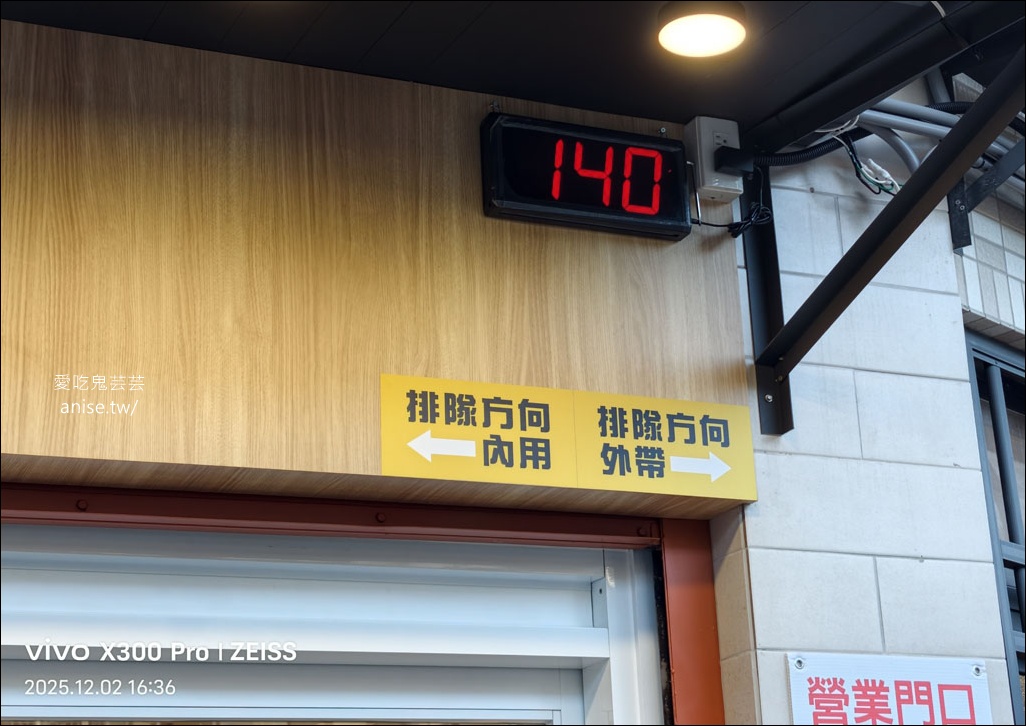 140
愛吃鬼芸芸
anise.tw/
排隊方向
內用
排隊方向
外帶
vivo X300 Pro | ZEISS
2025.12.02 16:36
營業門口